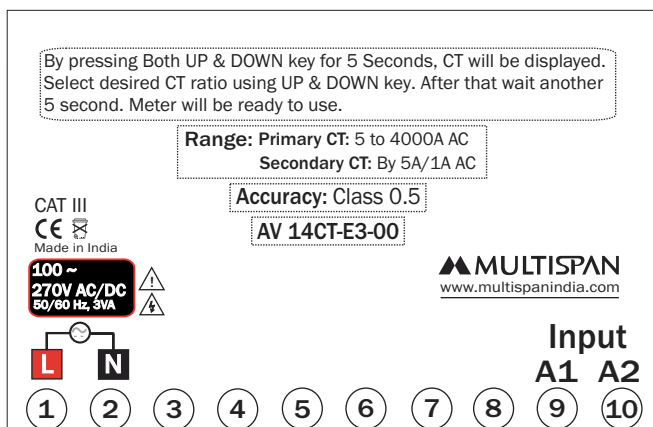 By pressing Both UP & DOWN key for 5 Seconds, CT will be displayed.
Select desired CT ratio using UP & DOWN key. After that wait another
5 second. Meter will be ready to use.
Range: Primary CT: 5 to 4000A AC
Secondary CT: By 5A/1A AC
Accuracy: Class 0.5
AV 14CT-E3-00
CAT III
CE
Made in India
100 ~
270V AC/DC
50/60 Hz, 3VA
MULTISPAN
www.multispanindia.com
L N
Input
A1 A2
1 2 3 4 5 6 7 8 9 10